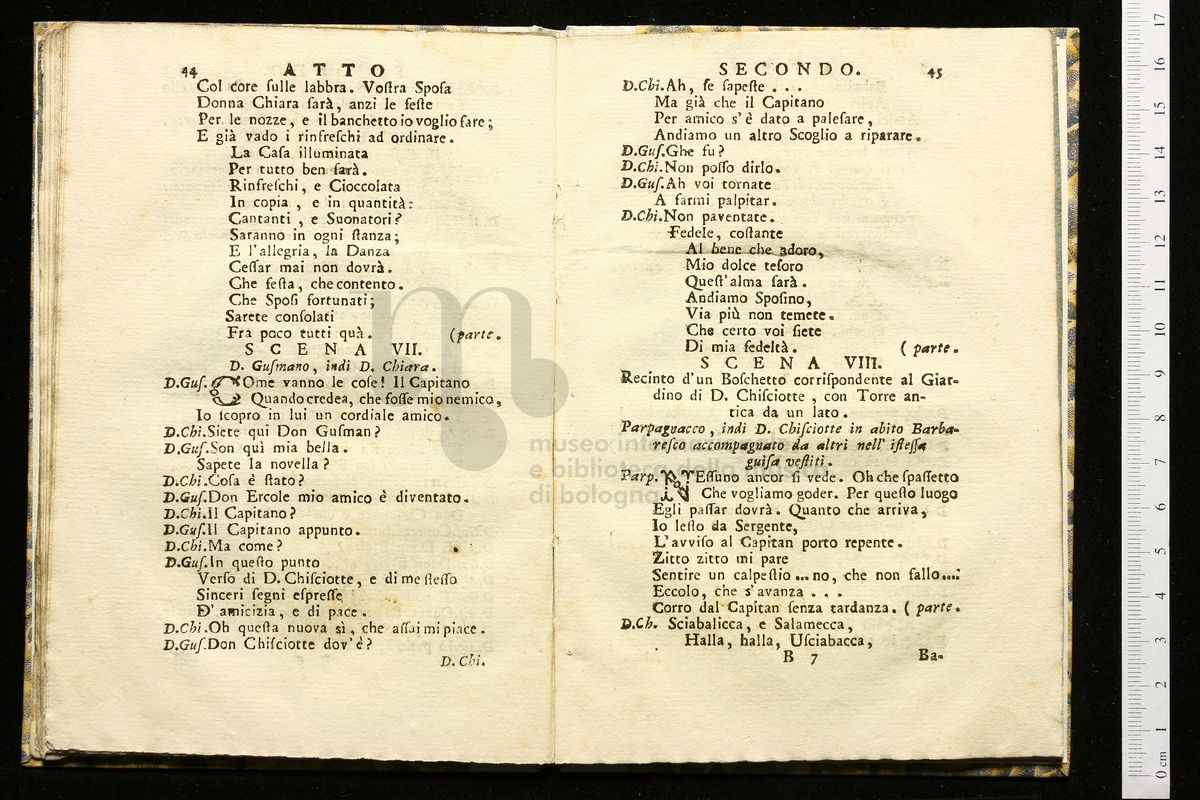 44 ATTO
Col core ſulle labbra. Voſtra Spoſa
Donna Chiara ſarà, anzi le feſte
Per le nozze, e il banchetto io voglio fare;
E già vado i rinfreſchi ad ordinare.
La Caſa illuminata
Per tutto ben ſarà.
Rinfreſchi, e Cioccolata
In copia, e in quantità:
Cantanti, e Suonatori?
Saranno in ogni ſtanza;
E l'allegria, la Danza
Ceſſar mai non dovrà.
Che feſta, che contento.
Che Spoſi fortunati;
Sarete conſolati
Fra poco tutti quà. (parte.
SCENA VII.
D. Guſmano, indi D. Chiara.
D.Guſ. COme vanno le coſe! Il Capitano
Quando credea, che foſſe mio nemico,
Io ſcopro in lui un cordiale amico.
D.Chi. Siete qui Don Guſman?
D.Guſ. Son quì mia bella.
Sapete la novella?
D.Chi. Coſa è ſtato?
D.Guſ. Don Ercole mio amico è diventato.
D.Chi. Il Capitano?
D.Guſ. Il Capitano appunto.
D.Chi. Ma come?
D.Guſ. In queſto punto
Verſo di D. Chiſciotte, e di me ſteſſo
Sinceri ſegni eſpreſſe
D'amicizia, e di pace.
D.Chi. Oh queſta nuova sì, che aſſai mi piace.
D.Guſ. Don Chiſciotte dov'è?
D. Chi.
SECONDO. 45
D.Chi. Ah, ſe ſapeſte . . .
Ma già che il Capitano
Per amico s'è dato a paleſare,
Andiamo un altro Scoglio a riparare.
D.Guſ. Che fu?
D.Chi. Non poſſo dirlo.
D.Guſ. Ah voi tornate
A farmi palpitar.
D.Chi. Non paventate.
Fedele, coſtante
Al bene che adoro,
Mio dolce teſoro
Queſt'alma ſarà.
Andiamo Spoſino,
Via più non temete.
Che certo voi ſiete
Di mia fedeltà. (parte.
SCENA VIII.
Recinto d'un Boſchetto corriſpondente al Giar-
dino di D. Chiſciotte, con Torre an-
tica da un lato.
Parpagnacco, indi D. Chiſciotte in abito Barba-
reſco accompagnato da altri nell' iſteſſa
guiſa veſtiti.
Parp. NEſſuno ancor ſi vede. Oh che ſpaſſetto
Che vogliamo goder. Per queſto luogo
Egli paſſar dovrà. Quanto che arriva,
Io leſto da Sergente,
L'avviſo al Capitan porto repente.
Zitto zitto mi pare
Sentire un calpeſtio ... no, che non fallo....
Eccolo, che s'avanza . . .
Corro dal Capitan ſenza tardanza. (parte.
D.Ch. Sciabalicca, e Salamecca,
Halla, halla, Uſciabacca,
B 7 Ba-
museo
e biblioteca
di bologna